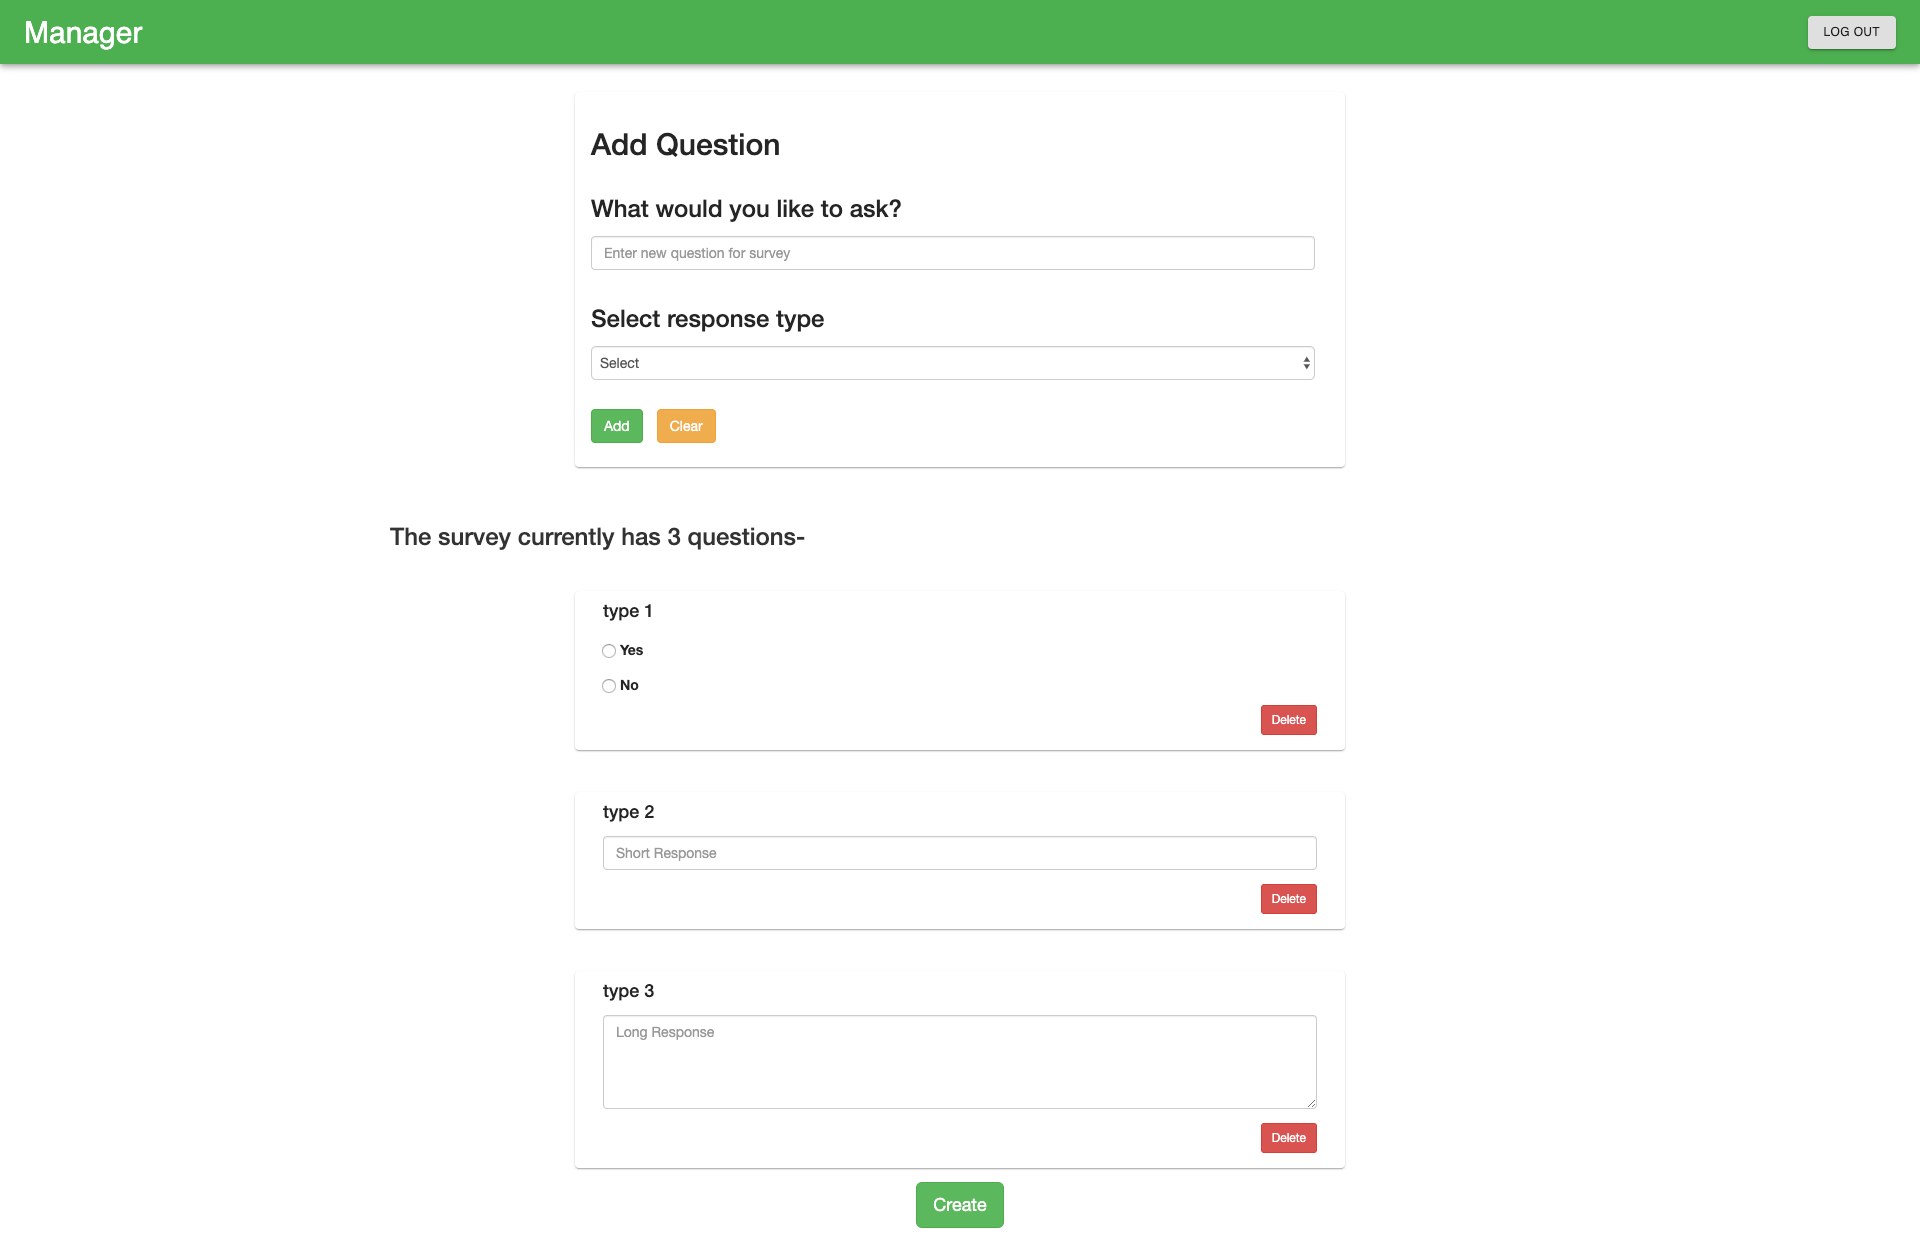 Manager
LOG OUT
Add Question
What would you like to ask?
Enter new question for survey
Select response type
Select
Add
Clear
The survey currently has 3 questions-
type 1
Yes
No
Delete
type 2
Short Response
Delete
type 3
Long Response
Delete
Create